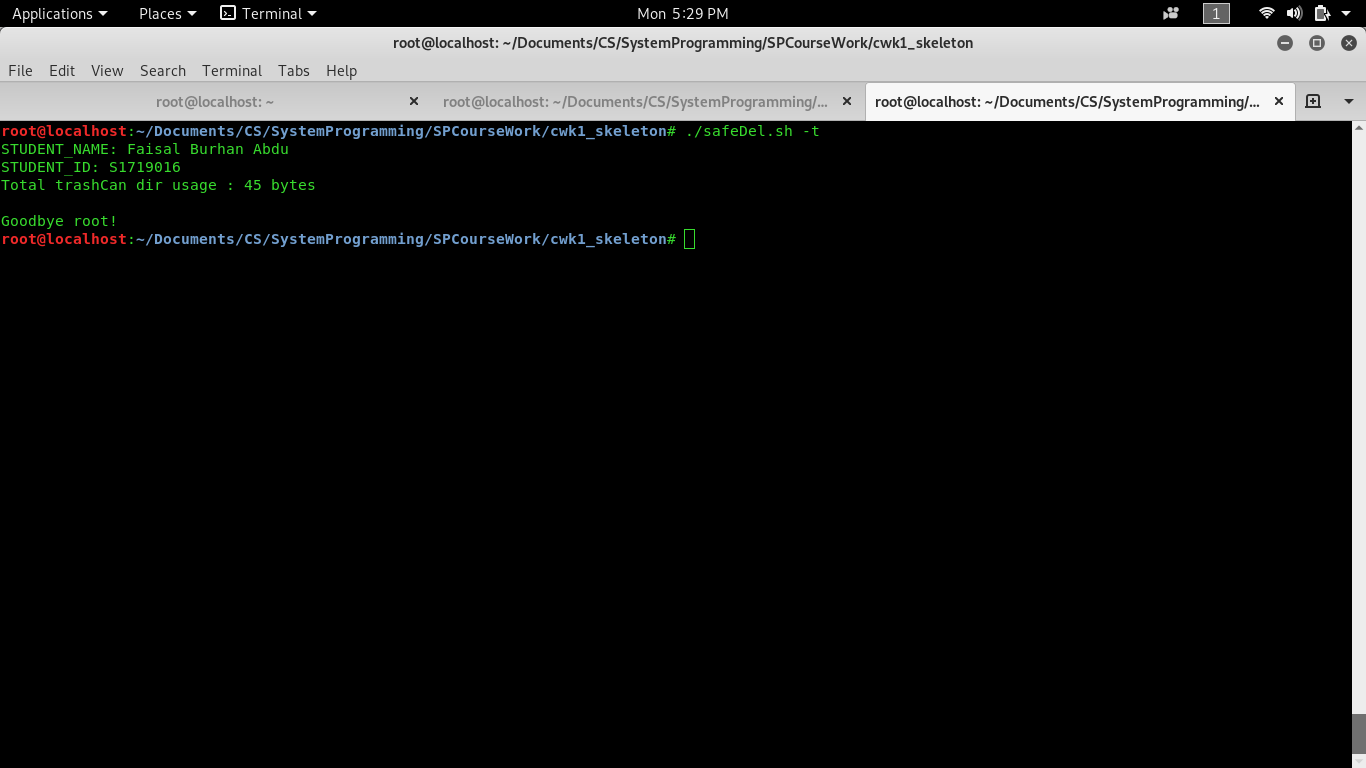 Applications Places Terminal Mon 5:29 PM 1
root@localhost: ~/Documents/CS/SystemProgramming/SPCourseWork/cwk1_skeleton
File Edit View Search Terminal Tabs Help
root@localhost: ~ root@localhost: ~/Documents/CS/SystemProgramming/... root@localhost: ~/Documents/CS/SystemProgramming/...
root@localhost:~/Documents/CS/SystemProgramming/SPCourseWork/cwk1_skeleton# ./safeDel.sh -t
STUDENT_NAME: Faisal Burhan Abdu
STUDENT_ID: S1719016
Total trashCan dir usage : 45 bytes
Goodbye root!
root@localhost:~/Documents/CS/SystemProgramming/SPCourseWork/cwk1_skeleton#